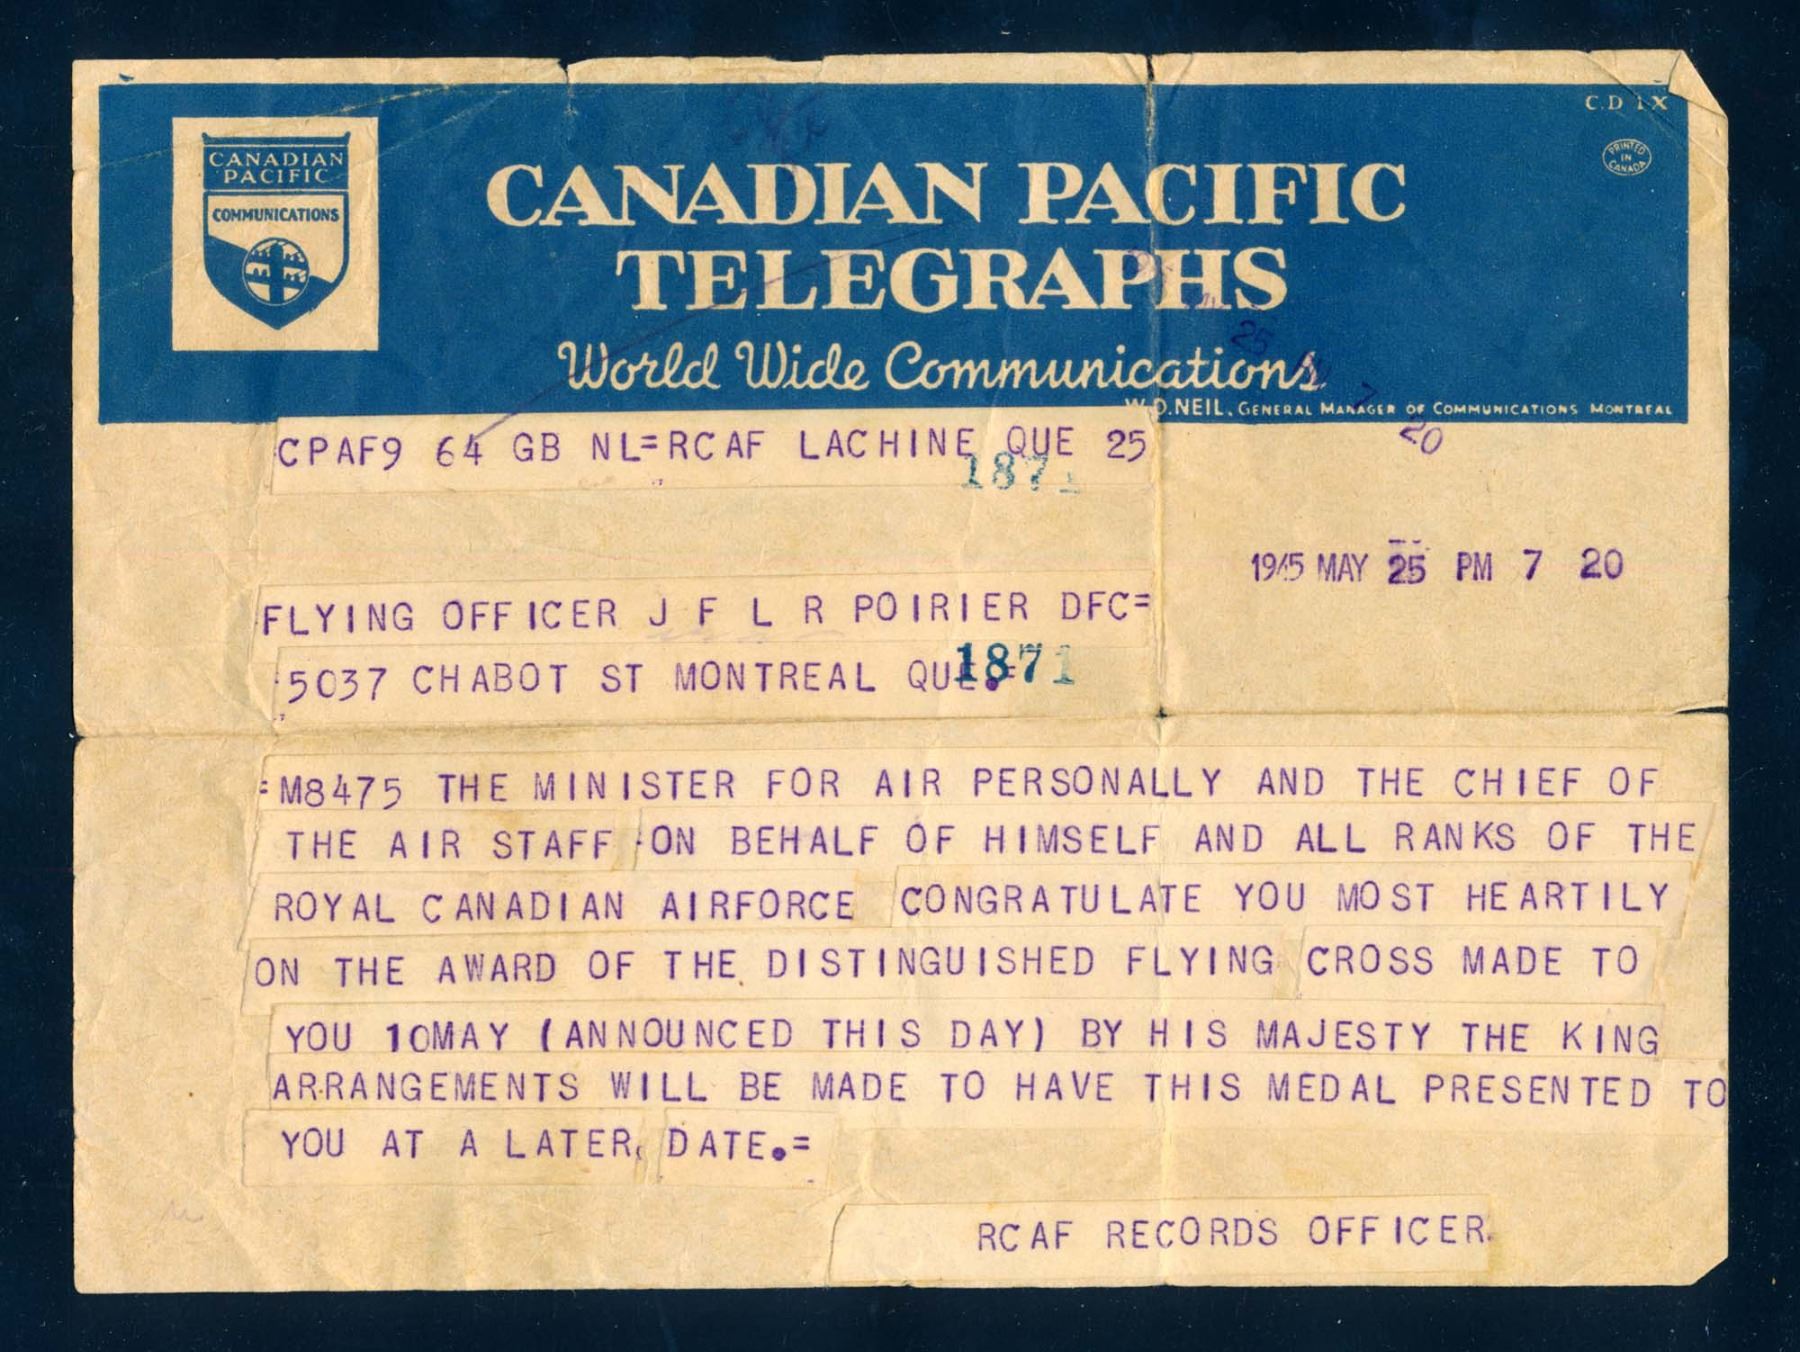 C.D 1 X
PRINTED
IN
CANADA
CANADIAN
PACIFIC
COMMUNICATIONS
CANADIAN PACIFIC
TELEGRAPHS
World Wide Communications
W.D. NEIL, GENERAL MANAGER OF COMMUNICATIONS MONTREAL
25 7 20
CPAF9 64 GB NL=RCAF LACHINE QUE 25
1871
1945 MAY 25 PM 7 20
FLYING OFFICER J F L R POIRIER DFC=
5037 CHABOT ST MONTREAL QUE.=
1871
=M8475 THE MINISTER FOR AIR PERSONALLY AND THE CHIEF OF
THE AIR STAFF ON BEHALF OF HIMSELF AND ALL RANKS OF THE
ROYAL CANADIAN AIRFORCE CONGRATULATE YOU MOST HEARTILY
ON THE AWARD OF THE DISTINGUISHED FLYING CROSS MADE TO
YOU 10MAY (ANNOUNCED THIS DAY) BY HIS MAJESTY THE KING
ARRANGEMENTS WILL BE MADE TO HAVE THIS MEDAL PRESENTED TO
YOU AT A LATER DATE.=
RCAF RECORDS OFFICER.